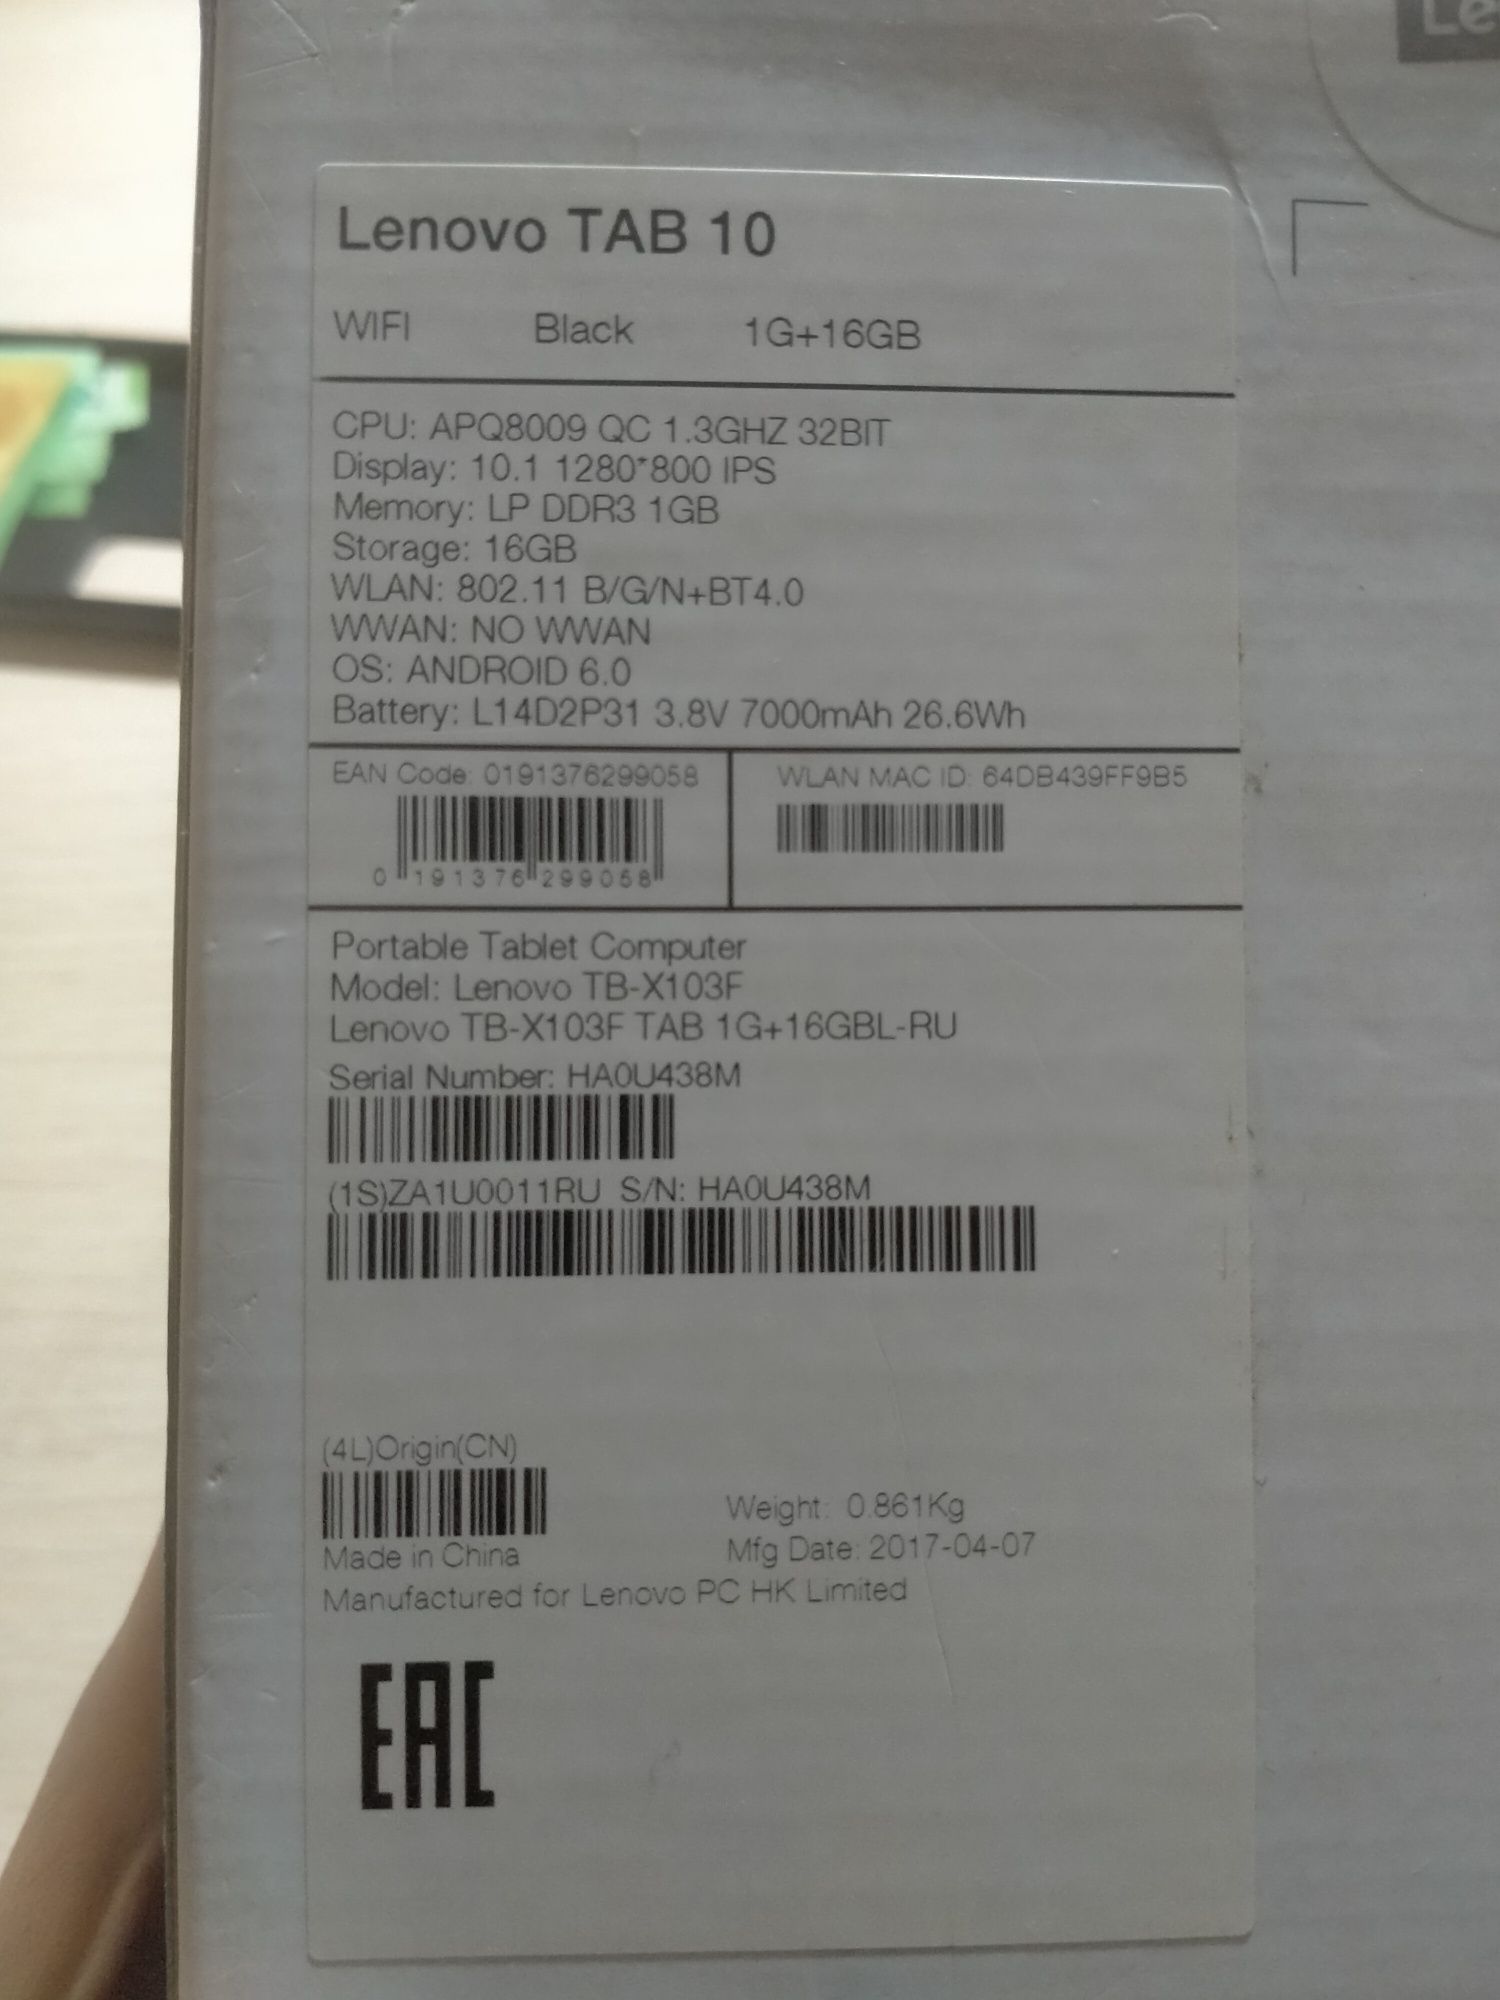 Le
Lenovo TAB 10
WIFI Black 1G+16GB
CPU: APQ8009 QC 1.3GHZ 32BIT
Display: 10.1 1280*800 IPS
Memory: LP DDR3 1GB
Storage: 16GB
WLAN: 802.11 B/G/N+BT4.0
WWAN: NO WWAN
OS: ANDROID 6.0
Battery: L14D2P31 3.8V 7000mAh 26.6Wh
EAN Code: 0191376299058
WLAN MAC ID: 64DB439FF9B5
0 191376 299058
Portable Tablet Computer
Model: Lenovo TB-X103F
Lenovo TB-X103F TAB 1G+16GBL-RU
Serial Number: HA0U438M
(1S)ZA1U0011RU S/N: HA0U438M
(4L)Origin(CN)
Weight: 0.861Kg
Made in China
Mfg Date: 2017-04-07
Manufactured for Lenovo PC HK Limited
EAC